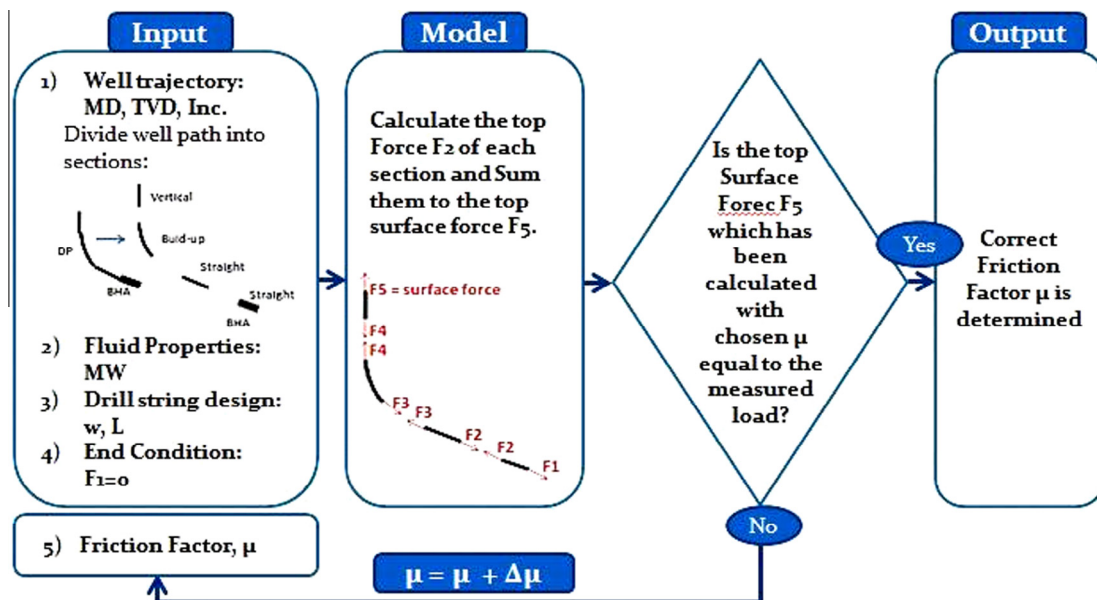 Input
1) Well trajectory:
MD, TVD, Inc.
Divide well path into
sections:
Vertical
Build-up
DP
Straight
BHA
Straight
BHA
2) Fluid Properties:
MW
3) Drill string design:
w, L
4) End Condition:
F1=0
5) Friction Factor, μ
Model
Calculate the top
Force F2 of each
section and Sum
them to the top
surface force F5.
F5 = surface force
F4
F4
F3
F3
F2
F2
F1
Is the top
Surface
Forec F5
which has
been
calculated
with
chosen μ
equal to the
measured
load?
Yes
No
μ = μ + Δμ
Output
Correct
Friction
Factor μ is
determined